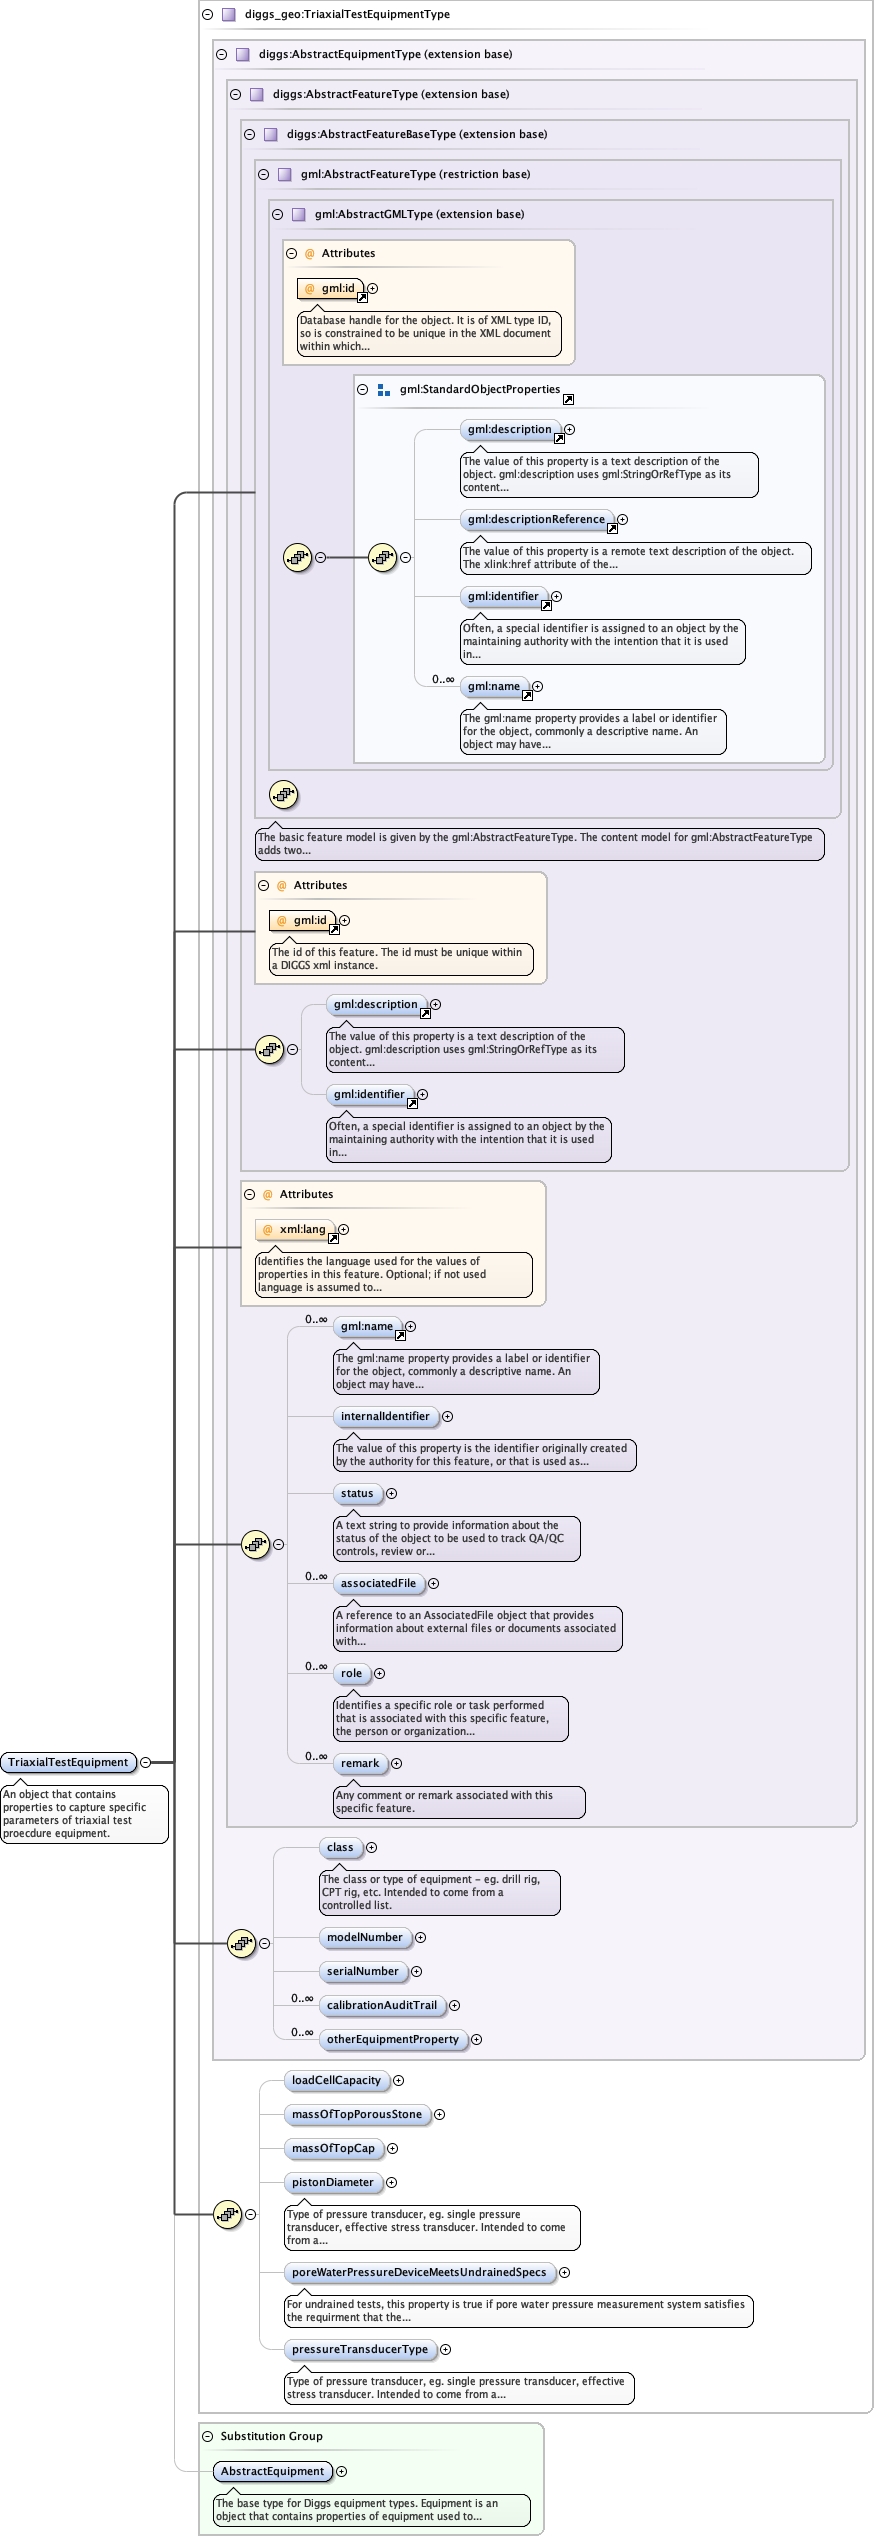 diggs_geo:TriaxialTestEquipmentType
diggs:AbstractEquipmentType (extension base)
diggs:AbstractFeatureType (extension base)
diggs:AbstractFeatureBaseType (extension base)
gml:AbstractFeatureType (restriction base)
gml:AbstractGMLType (extension base)
@ Attributes
@ gml:id
Database handle for the object. It is of XML type ID,
so is constrained to be unique in the XML document
within which...
gml:StandardObjectProperties
gml:description
The value of this property is a text description of the
object. gml:description uses gml:StringOrRefType as its
content...
gml:descriptionReference
The value of this property is a remote text description of the object.
The xlink:href attribute of the...
gml:identifier
Often, a special identifier is assigned to an object by the
maintaining authority with the intention that it is used
in...
0..∞
gml:name
The gml:name property provides a label or identifier
for the object, commonly a descriptive name. An
object may have...
The basic feature model is given by the gml:AbstractFeatureType. The content model for gml:AbstractFeatureType
adds two...
@ Attributes
@ gml:id
The id of this feature. The id must be unique within
a DIGGS xml instance.
gml:description
The value of this property is a text description of the
object. gml:description uses gml:StringOrRefType as its
content...
gml:identifier
Often, a special identifier is assigned to an object by the
maintaining authority with the intention that it is used
in...
@ Attributes
@ xml:lang
Identifies the language used for the values of
properties in this feature. Optional; if not used
language is assumed to...
0..∞
gml:name
The gml:name property provides a label or identifier
for the object, commonly a descriptive name. An
object may have...
internalIdentifier
The value of this property is the identifier originally created
by the authority for this feature, or that is used as...
status
A text string to provide information about the
status of the object to be used to track QA/QC
controls, review or...
0..∞
associatedFile
A reference to an AssociatedFile object that provides
information about external files or documents associated
with...
0..∞
role
Identifies a specific role or task performed
that is associated with this specific feature,
the person or organization...
0..∞
remark
Any comment or remark associated with this
specific feature.
TriaxialTestEquipment
An object that contains
properties to capture specific
parameters of triaxial test
proecdure equipment.
class
The class or type of equipment – eg. drill rig,
CPT rig, etc. Intended to come from a
controlled list.
modelNumber
serialNumber
0..∞
calibrationAuditTrail
0..∞
otherEquipmentProperty
loadCellCapacity
massOfTopPorousStone
massOfTopCap
pistonDiameter
Type of pressure transducer, eg. single pressure
transducer, effective stress transducer. Intended to come
from a...
poreWaterPressureDeviceMeetsUndrainedSpecs
For undrained tests, this property is true if pore water pressure measurement system satisfies
the requirment that the...
pressureTransducerType
Type of pressure transducer, eg. single pressure transducer, effective
stress transducer. Intended to come from a...
Substitution Group
AbstractEquipment
The base type for Diggs equipment types. Equipment is an
object that contains properties of equipment used to...